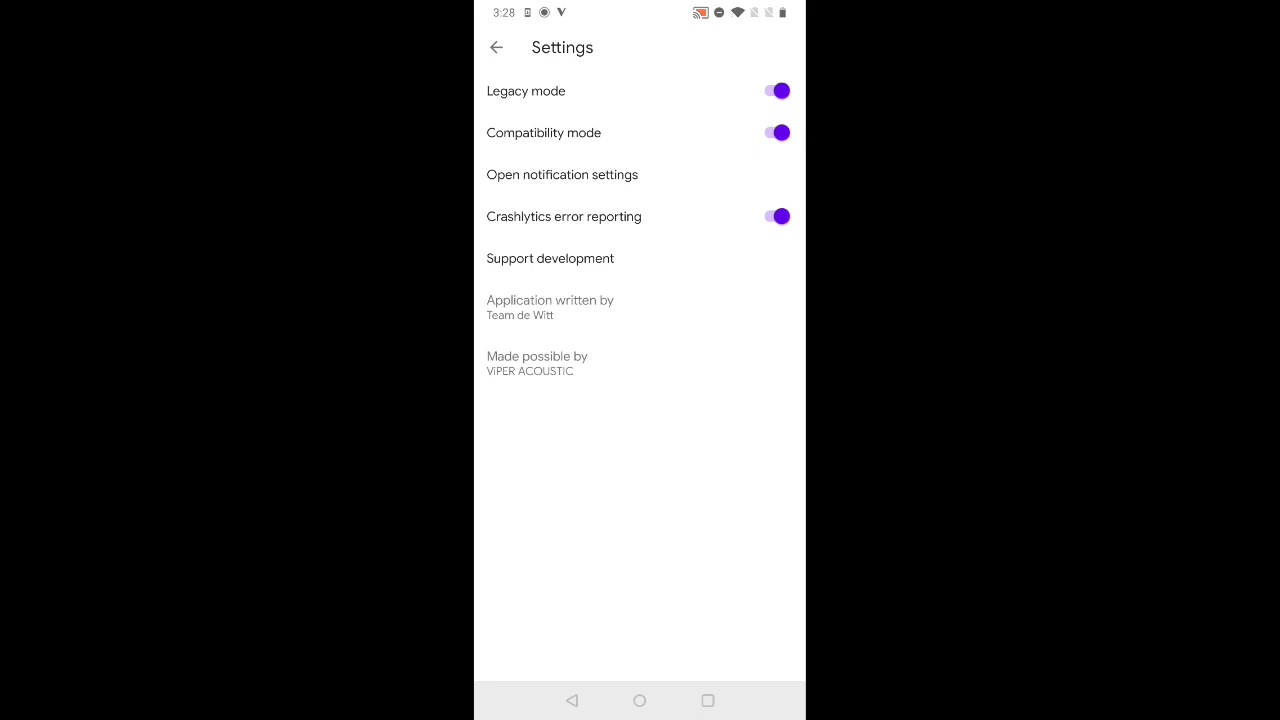 3:28
Settings
Legacy mode
Compatibility mode
Open notification settings
Crashlytics error reporting
Support development
Application written by
Team de Witt
Made possible by
ViPER ACOUSTIC